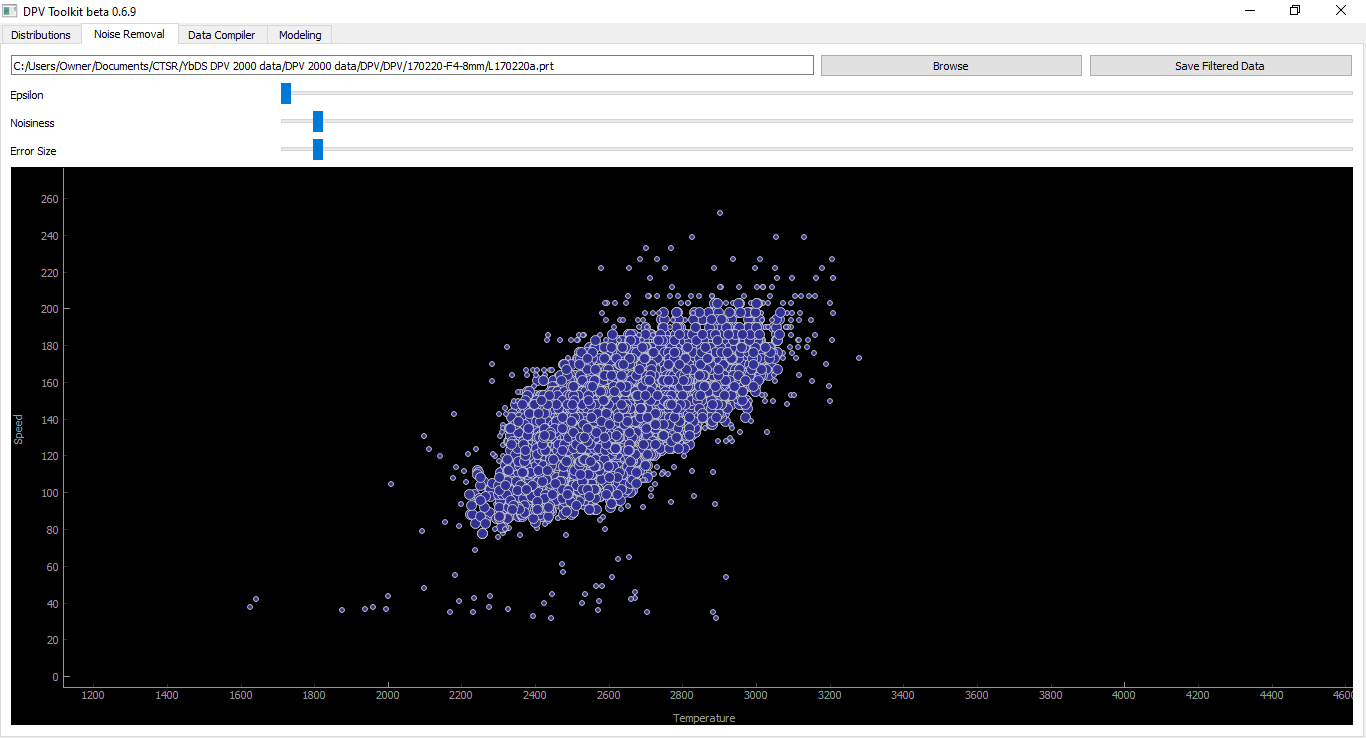 DPV Toolkit beta 0.6.9
Distributions Noise Removal Data Compiler Modeling
C:/Users/Owner/Documents/CTSR/YbDS DPV 2000 data/DPV 2000 data/DPV/DPV/170220-F4-8mm/L170220a.prt Browse Save Filtered Data
Epsilon
Noisiness
Error Size
260
240
220
200
180
160
140
120
100
80
60
40
20
0
Speed
1200 1400 1600 1800 2000 2200 2400 2600 2800 3000 3200 3400 3600 3800 4000 4200 4400 4600
Temperature